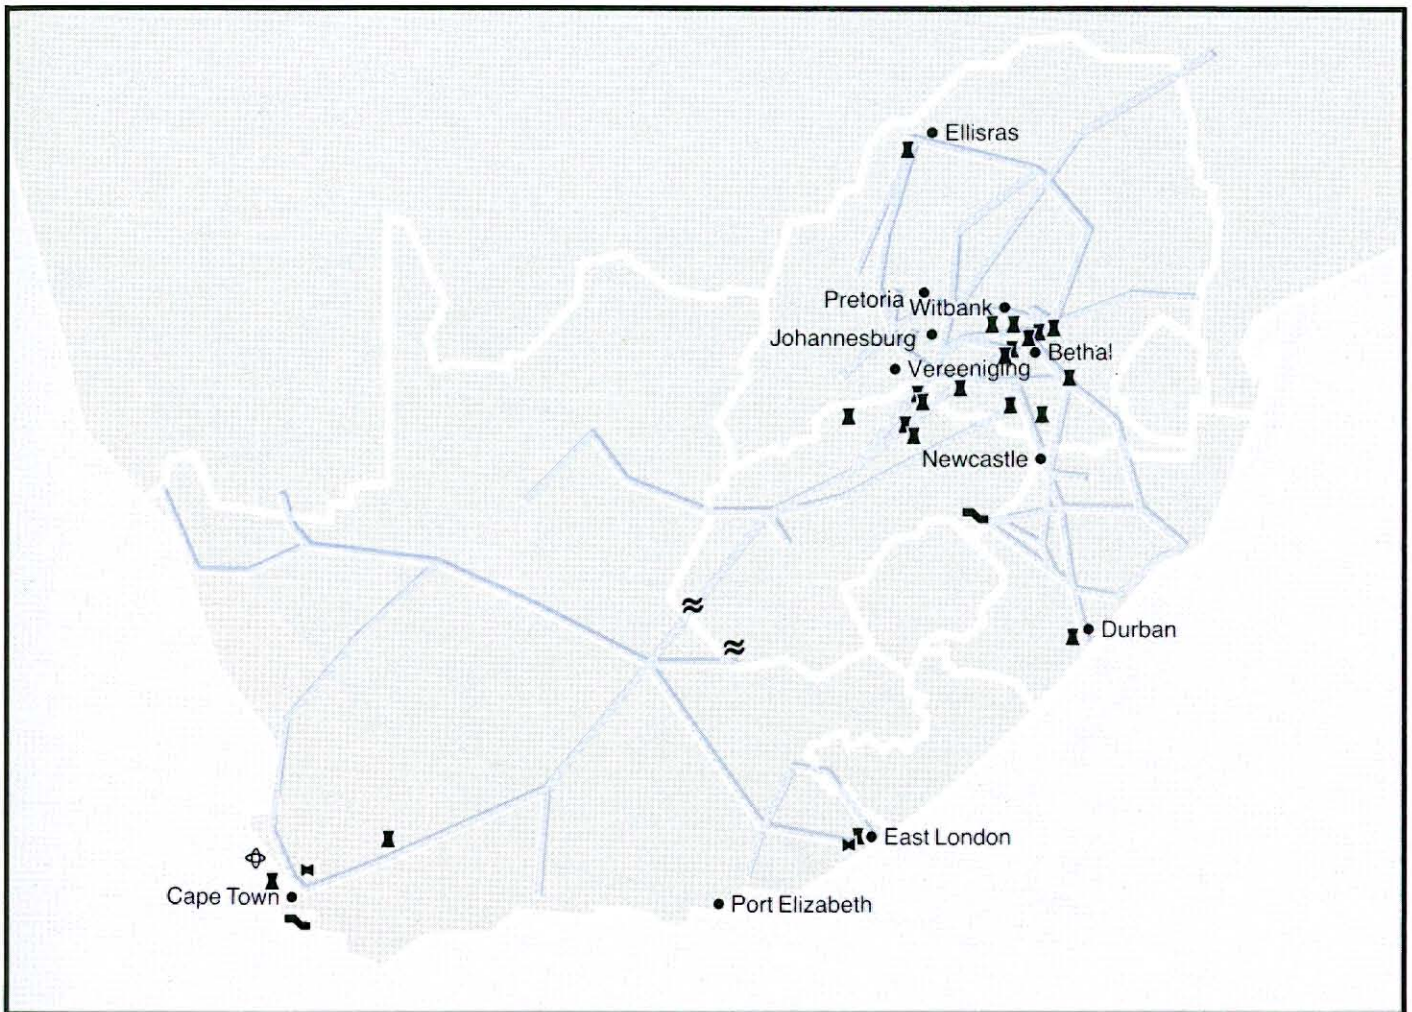 Ellisras
Pretoria
Witbank
Johannesburg
Bethal
Vereeniging
Newcastle
Durban
East London
Cape Town
Port Elizabeth